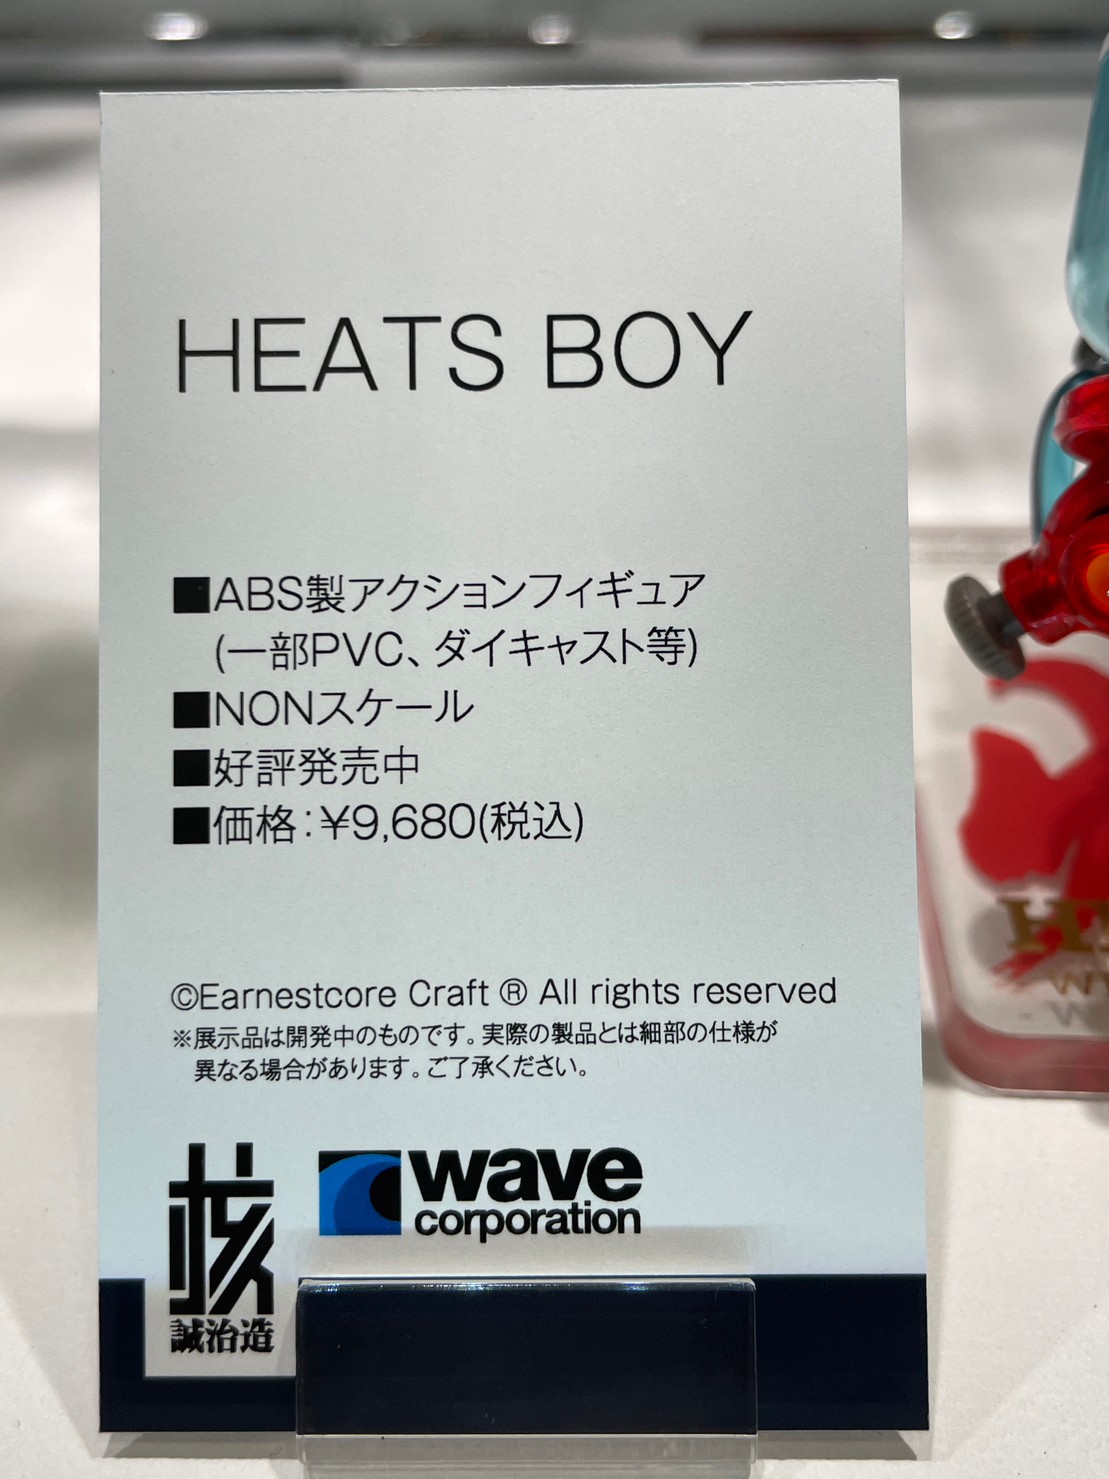 HEATS BOY
■ABS製アクションフィギュア
(一部PVC、ダイキャスト等)
■NONスケール
■好評発売中
■価格:¥9,680(税込)
©Earnestcore Craft ® All rights reserved
※展示品は開発中のものです。実際の製品とは細部の仕様が
異なる場合があります。ご了承ください。
核
誠治造
wave
corporation